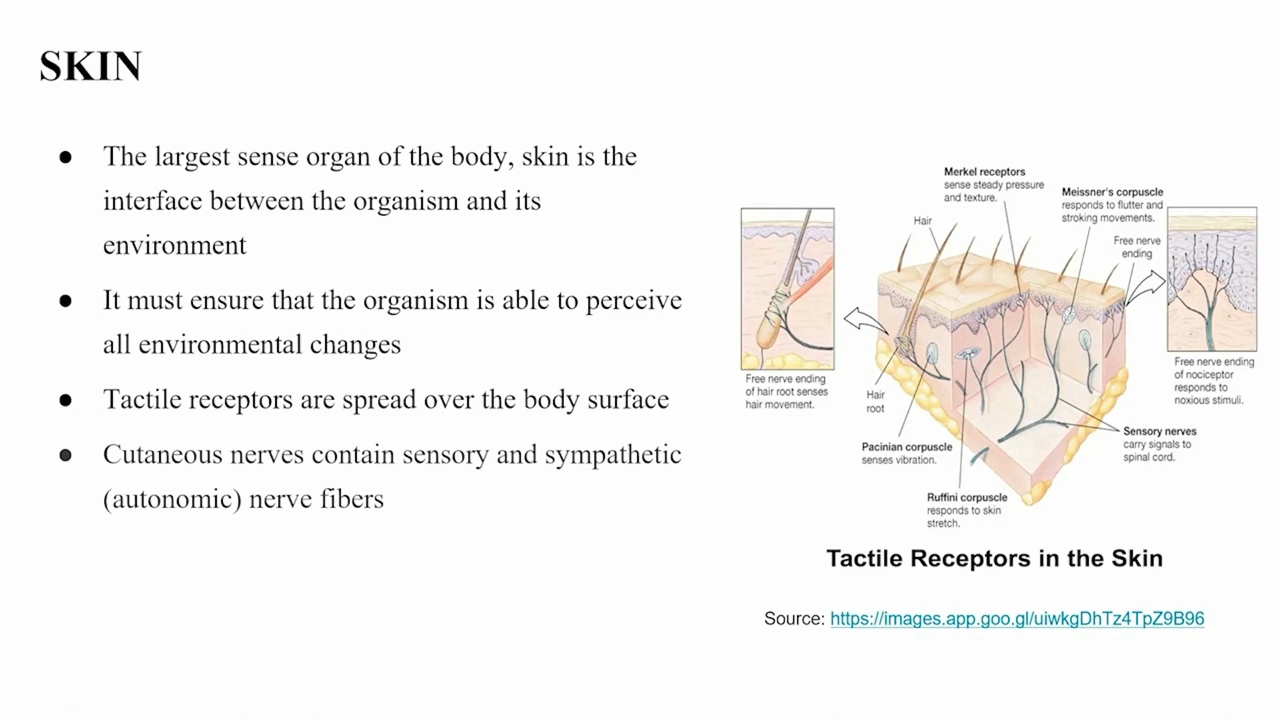 SKIN
● The largest sense organ of the body, skin is the
interface between the organism and its
environment
● It must ensure that the organism is able to perceive
all environmental changes
● Tactile receptors are spread over the body surface
● Cutaneous nerves contain sensory and sympathetic
(autonomic) nerve fibers
Merkel receptors
sense steady pressure
and texture.
Meissner's corpuscle
responds to flutter and
stroking movements.
Hair
Free nerve
ending
Free nerve ending
of hair root senses
hair movement.
Hair
root
Free nerve ending
of nociceptor
responds to
noxious stimuli.
Pacinian corpuscle
senses vibration.
Sensory nerves
carry signals to
spinal cord.
Ruffini corpuscle
responds to skin
stretch.
Tactile Receptors in the Skin
Source: https://images.app.goo.gl/uiwkgDhTz4TpZ9B96